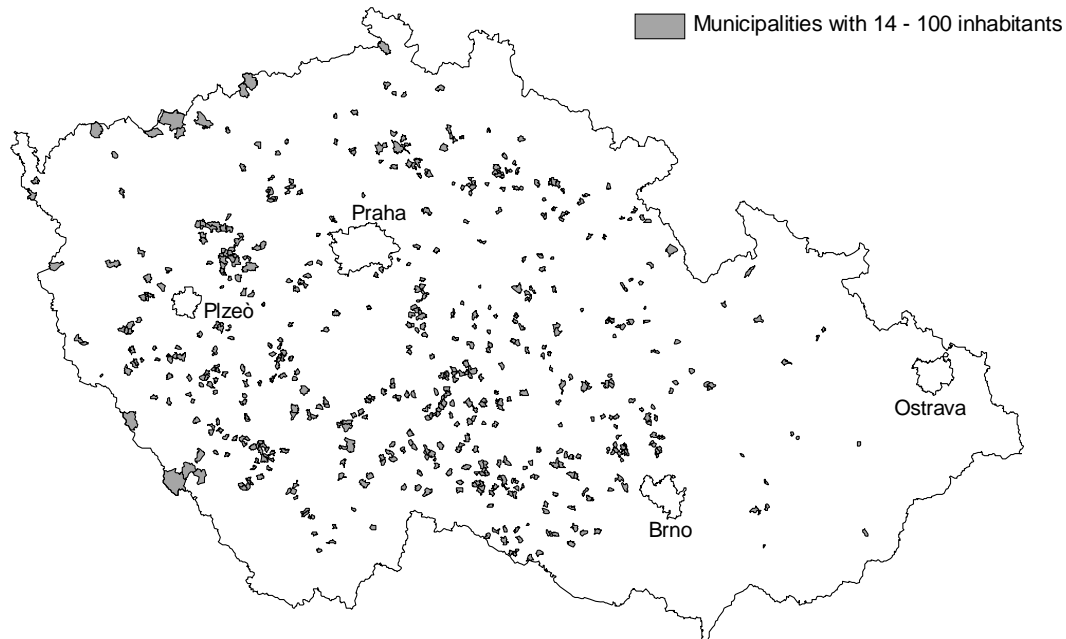 Municipalities with 14 - 100 inhabitants
Praha
Plzeò
Ostrava
Brno